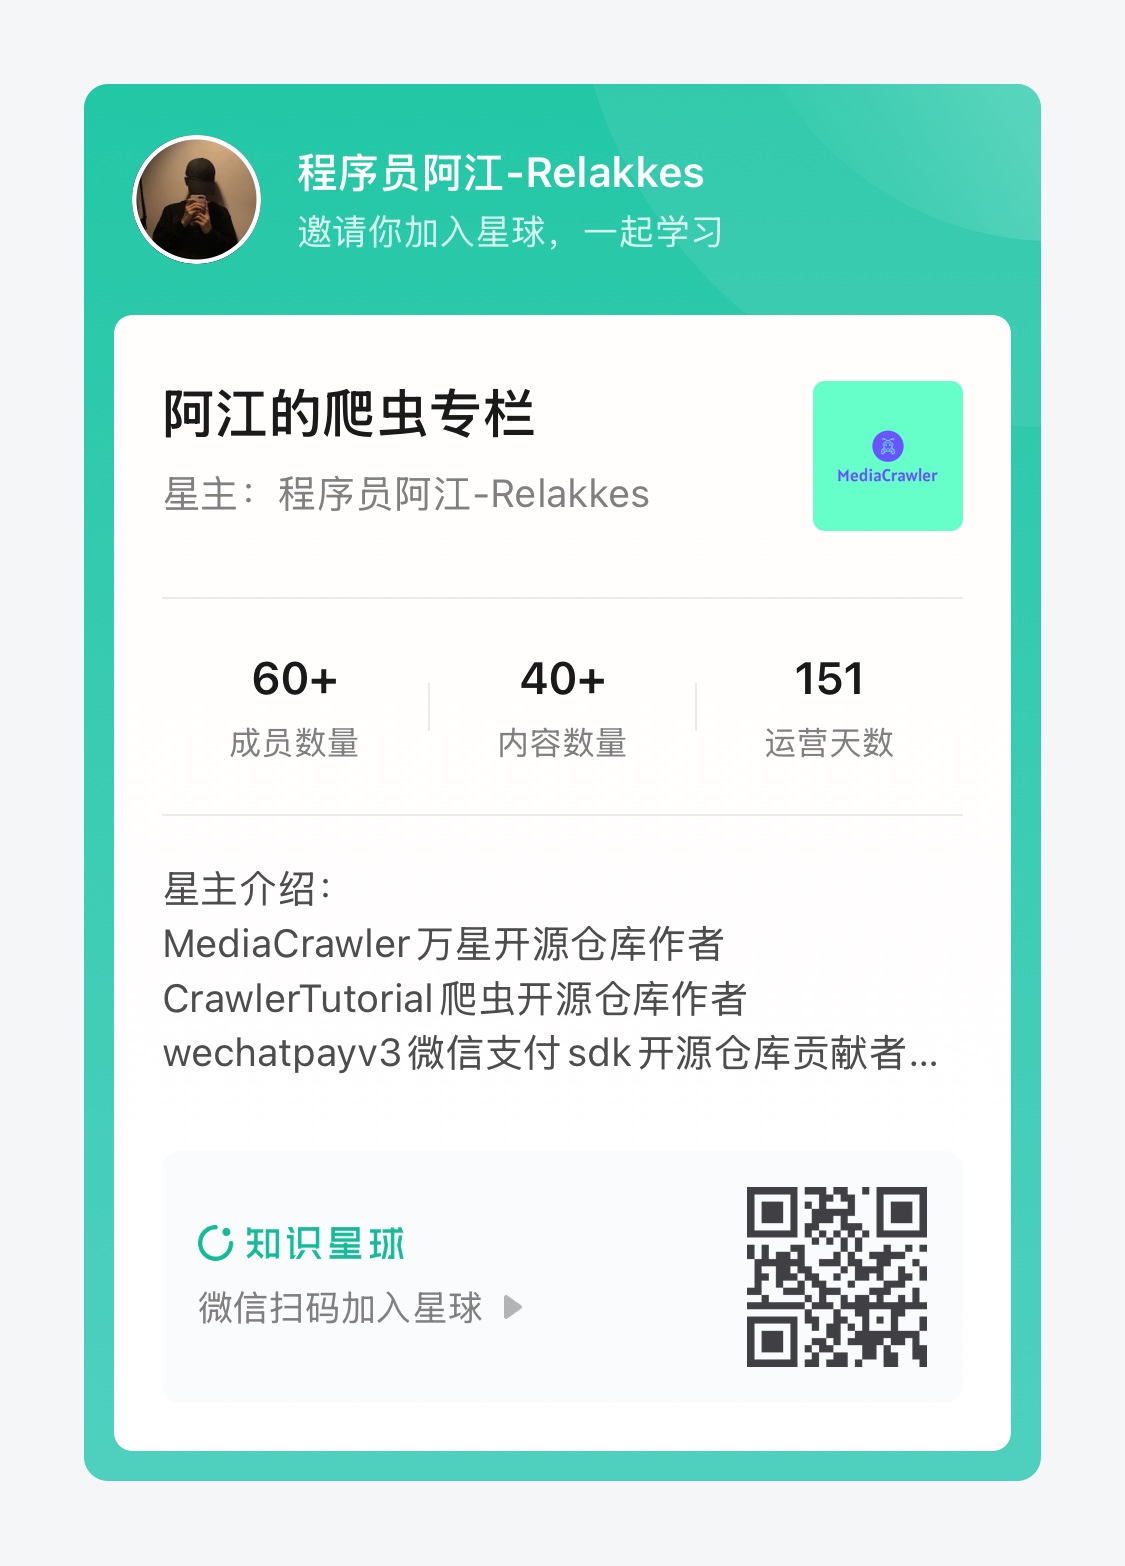 程序员阿江-Relakkes
邀请你加入星球，一起学习
阿江的爬虫专栏
星主：程序员阿江-Relakkes
MediaCrawler
60+
40+
151
成员数量
内容数量
运营天数
星主介绍：
MediaCrawler万星开源仓库作者
CrawlerTutorial爬虫开源仓库作者
wechatpayv3微信支付sdk开源仓库贡献者...
知识星球
微信扫码加入星球